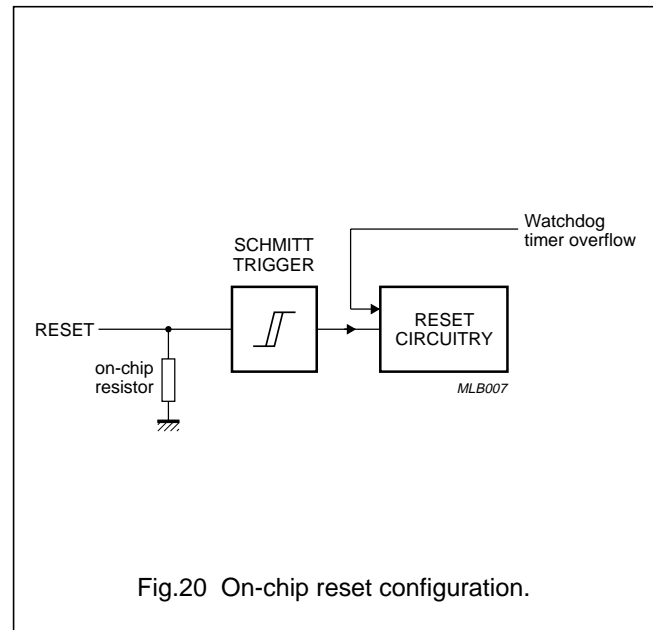 Watchdog
timer overflow
SCHMITT
TRIGGER
RESET
RESET
CIRCUITRY
on-chip
resistor
MLB007
Fig.20 On-chip reset configuration.